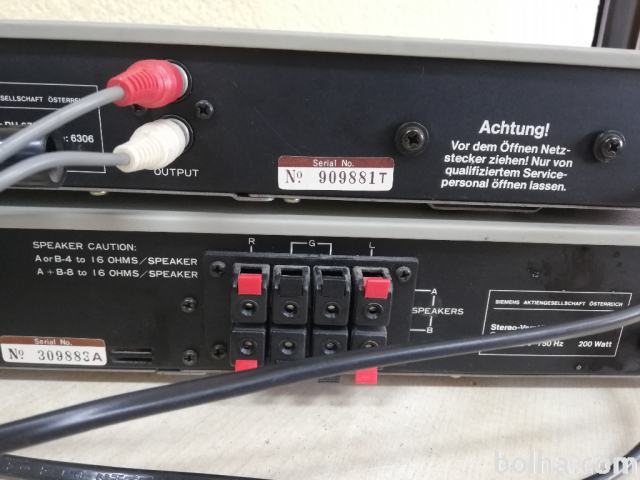 GESELLSCHAFT ÖSTERREICH
6306
OUTPUT
Serial No.
No 909881T
Achtung!
Vor dem Öffnen Netz-
stecker ziehen! Nur von
qualifiziertem Service-
personal öffnen lassen.
SPEAKER CAUTION:
A or B-4 to 16 OHMS/SPEAKER
A + B-8 to 16 OHMS/SPEAKER
R
G
L
A
SPEAKERS
B
Serial No.
No 309883A
SIEMENS AKTIENGESELLSCHAFT ÖSTERREICH
750 Hz 200 Watt
bolha.com